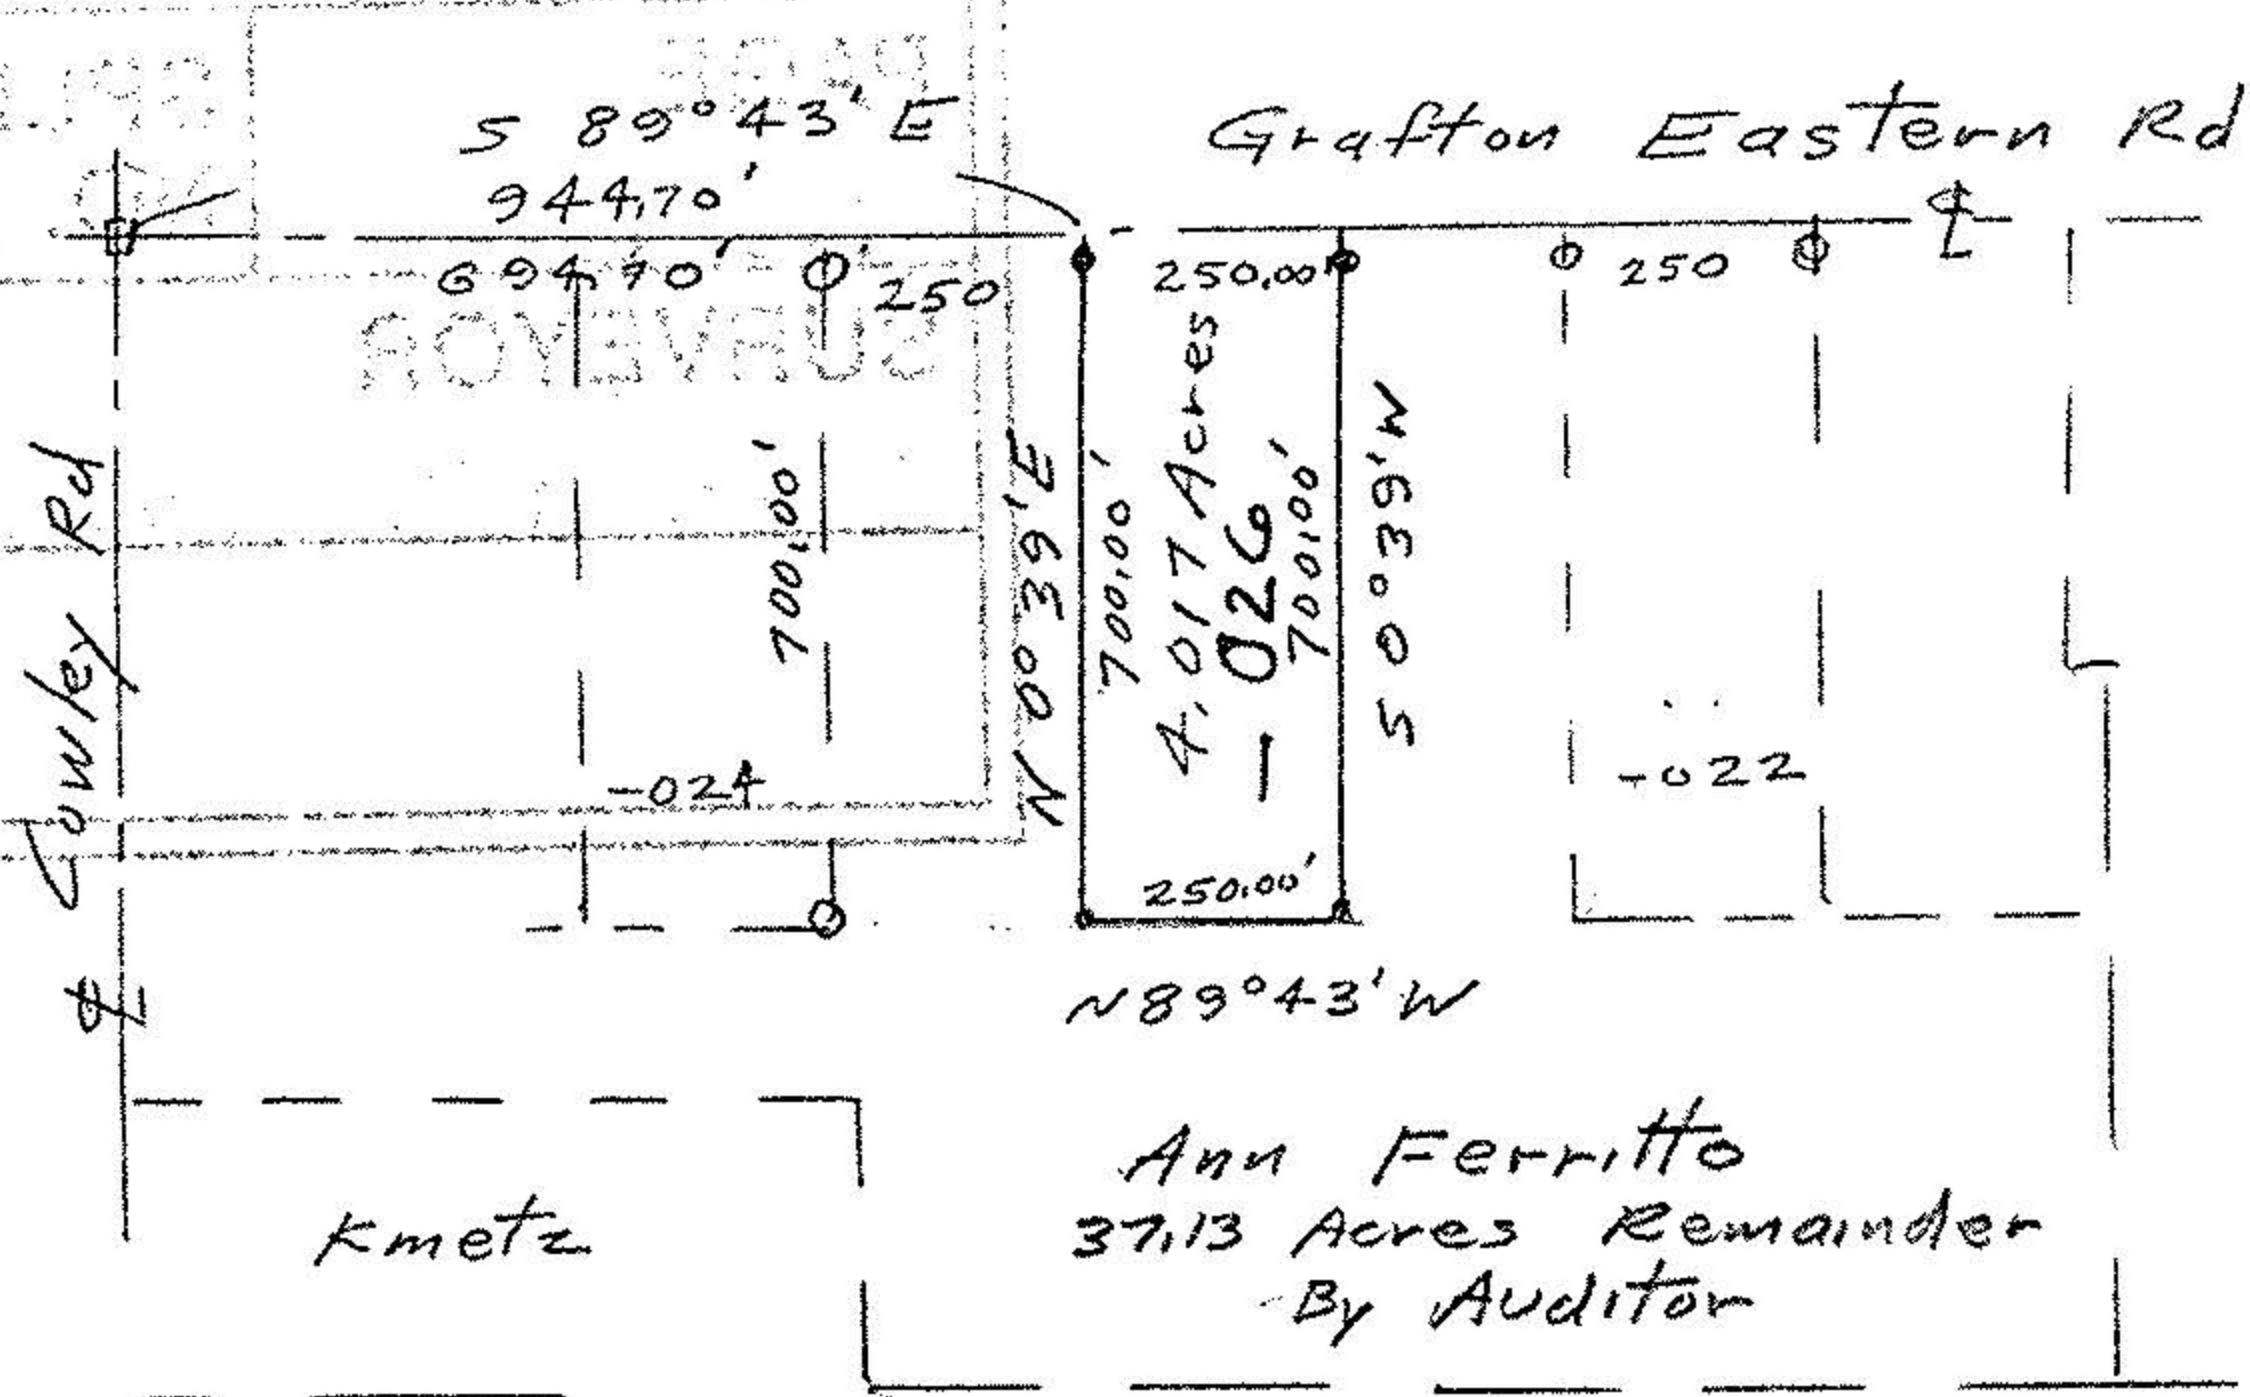 S 89° 43' E
944.70'
Grafton Eastern Rd
℄
694.70'
250
250.00'
250
SURVEYOR
Cowley Rd
℄
700.00'
N 0° 39' E
700.00'
4.017 Acres
-026
700.00'
S 0° 39' W
-024
-022
250.00'
N 89° 43' W
Kmetz
Ann Ferritto
37.13 Acres Remainder
By Auditor